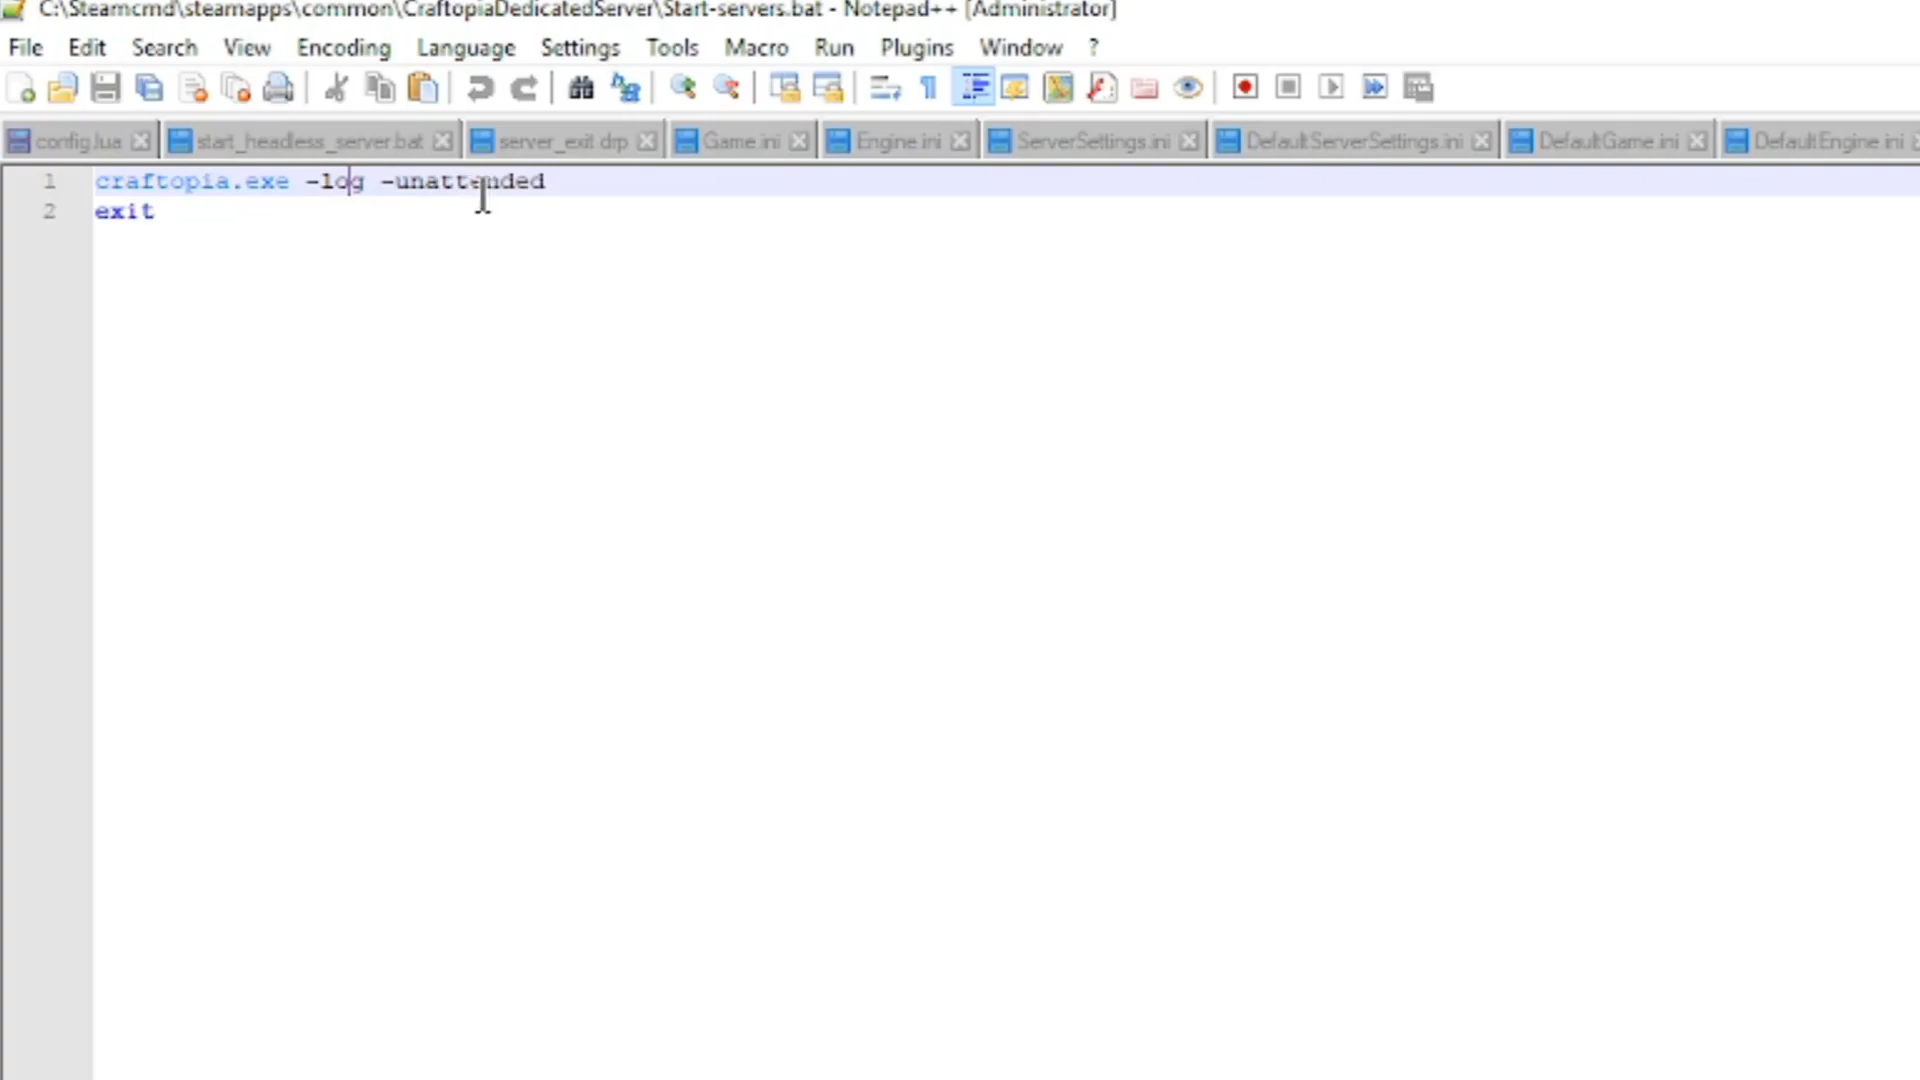 C:\Steamcmd\steamapps\common\CraftopiaDedicatedServer\Start-servers.bat - Notepad++ [Administrator]
File Edit Search View Encoding Language Settings Tools Macro Run Plugins Window ?
config.lua start_headless_server.bat server_exit.drp Game.ini Engine.ini ServerSettings.ini DefaultServerSettings.ini DefaultGame.ini DefaultEngine.ini
1 craftopia.exe -log -unattended
2 exit